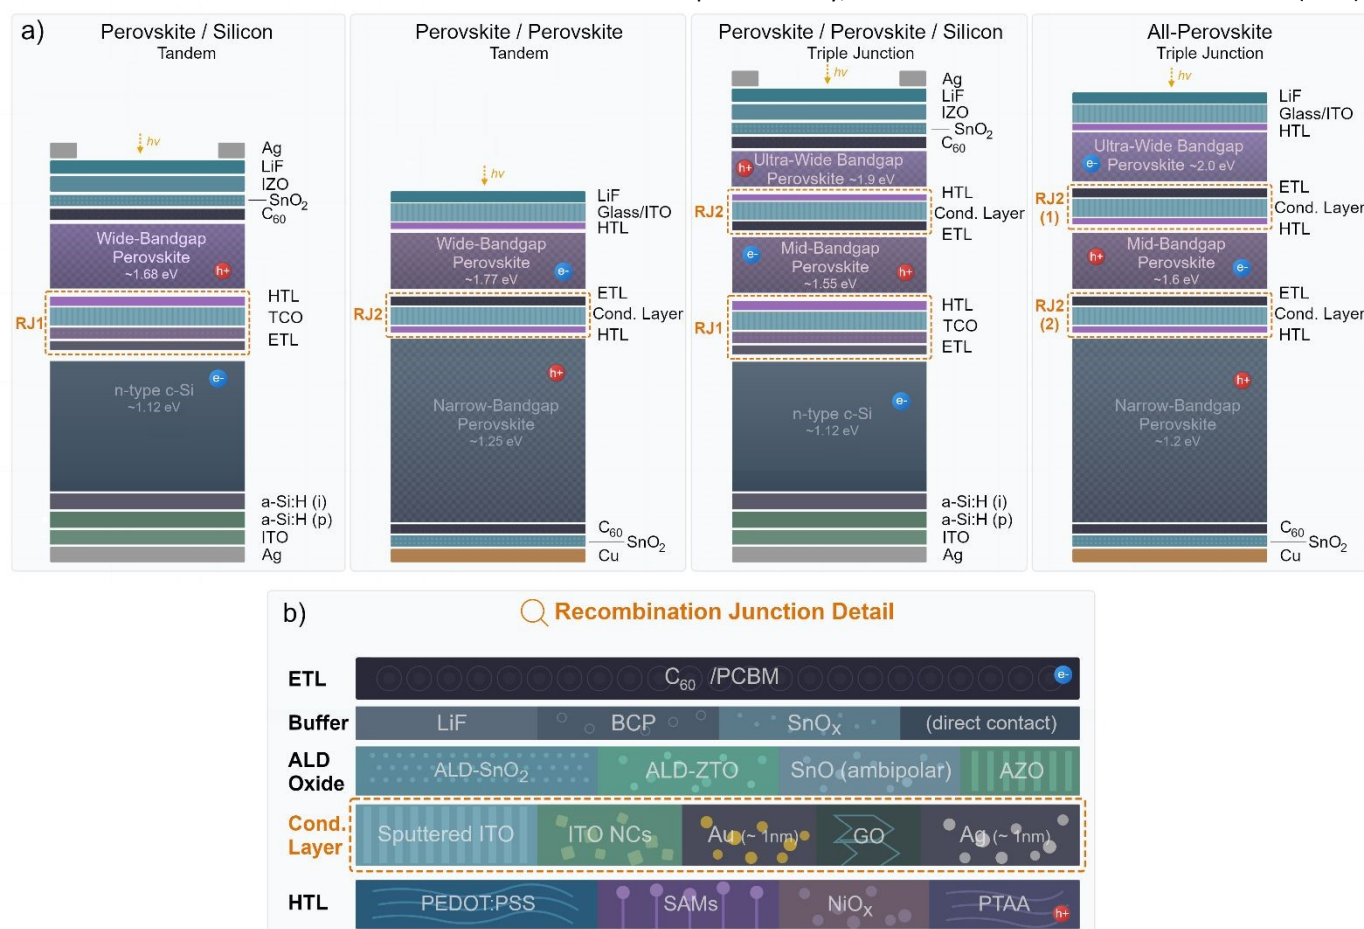 a)
Perovskite / Silicon
Tandem
hν
Ag
LiF
IZO
SnO₂
C₆₀
Wide-Bandgap
Perovskite
~1.68 eV
h+
RJ1
HTL
TCO
ETL
e-
n-type c-Si
~1.12 eV
a-Si:H (i)
a-Si:H (p)
ITO
Ag
Perovskite / Perovskite
Tandem
hν
LiF
Glass/ITO
HTL
Wide-Bandgap
Perovskite
~1.77 eV
e-
RJ2
ETL
Cond. Layer
HTL
h+
Narrow-Bandgap
Perovskite
~1.25 eV
C₆₀
SnO₂
Cu
Perovskite / Perovskite / Silicon
Triple Junction
hν
Ag
LiF
IZO
SnO₂
C₆₀
h+
Ultra-Wide Bandgap
Perovskite ~1.9 eV
RJ2
HTL
Cond. Layer
ETL
e-
Mid-Bandgap
Perovskite
~1.55 eV
h+
RJ1
HTL
TCO
ETL
n-type c-Si
~1.12 eV
e-
a-Si:H (i)
a-Si:H (p)
ITO
Ag
All-Perovskite
Triple Junction
hν
LiF
Glass/ITO
HTL
Ultra-Wide Bandgap
Perovskite ~2.0 eV
e-
RJ2
(1)
ETL
Cond. Layer
HTL
h+
Mid-Bandgap
Perovskite
~1.6 eV
e-
RJ2
(2)
ETL
Cond. Layer
HTL
h+
Narrow-Bandgap
Perovskite
~1.2 eV
C₆₀
SnO₂
Cu
b)
Recombination Junction Detail
ETL
C₆₀ /PCBM
e-
Buffer
LiF
BCP
SnOₓ
(direct contact)
ALD
Oxide
ALD-SnO₂
ALD-ZTO
SnO (ambipolar)
AZO
Cond.
Layer
Sputtered ITO
ITO NCs
Au (~ 1nm)
GO
Ag (~ 1nm)
HTL
PEDOT:PSS
SAMs
NiOₓ
PTAA
h+